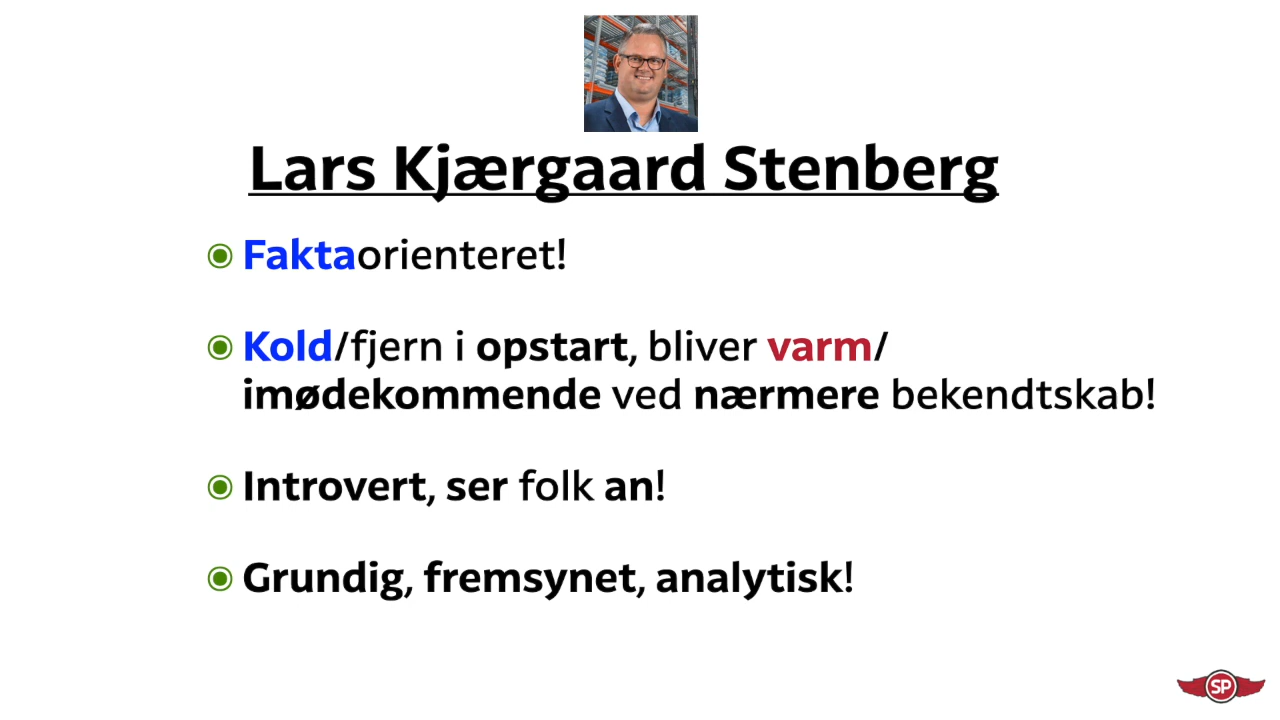 Lars Kjærgaard Stenberg
Faktaorienteret!
Kold/fjern i opstart, bliver varm/
imødekommende ved nærmere bekendtskab!
Introvert, ser folk an!
Grundig, fremsynet, analytisk!
SP